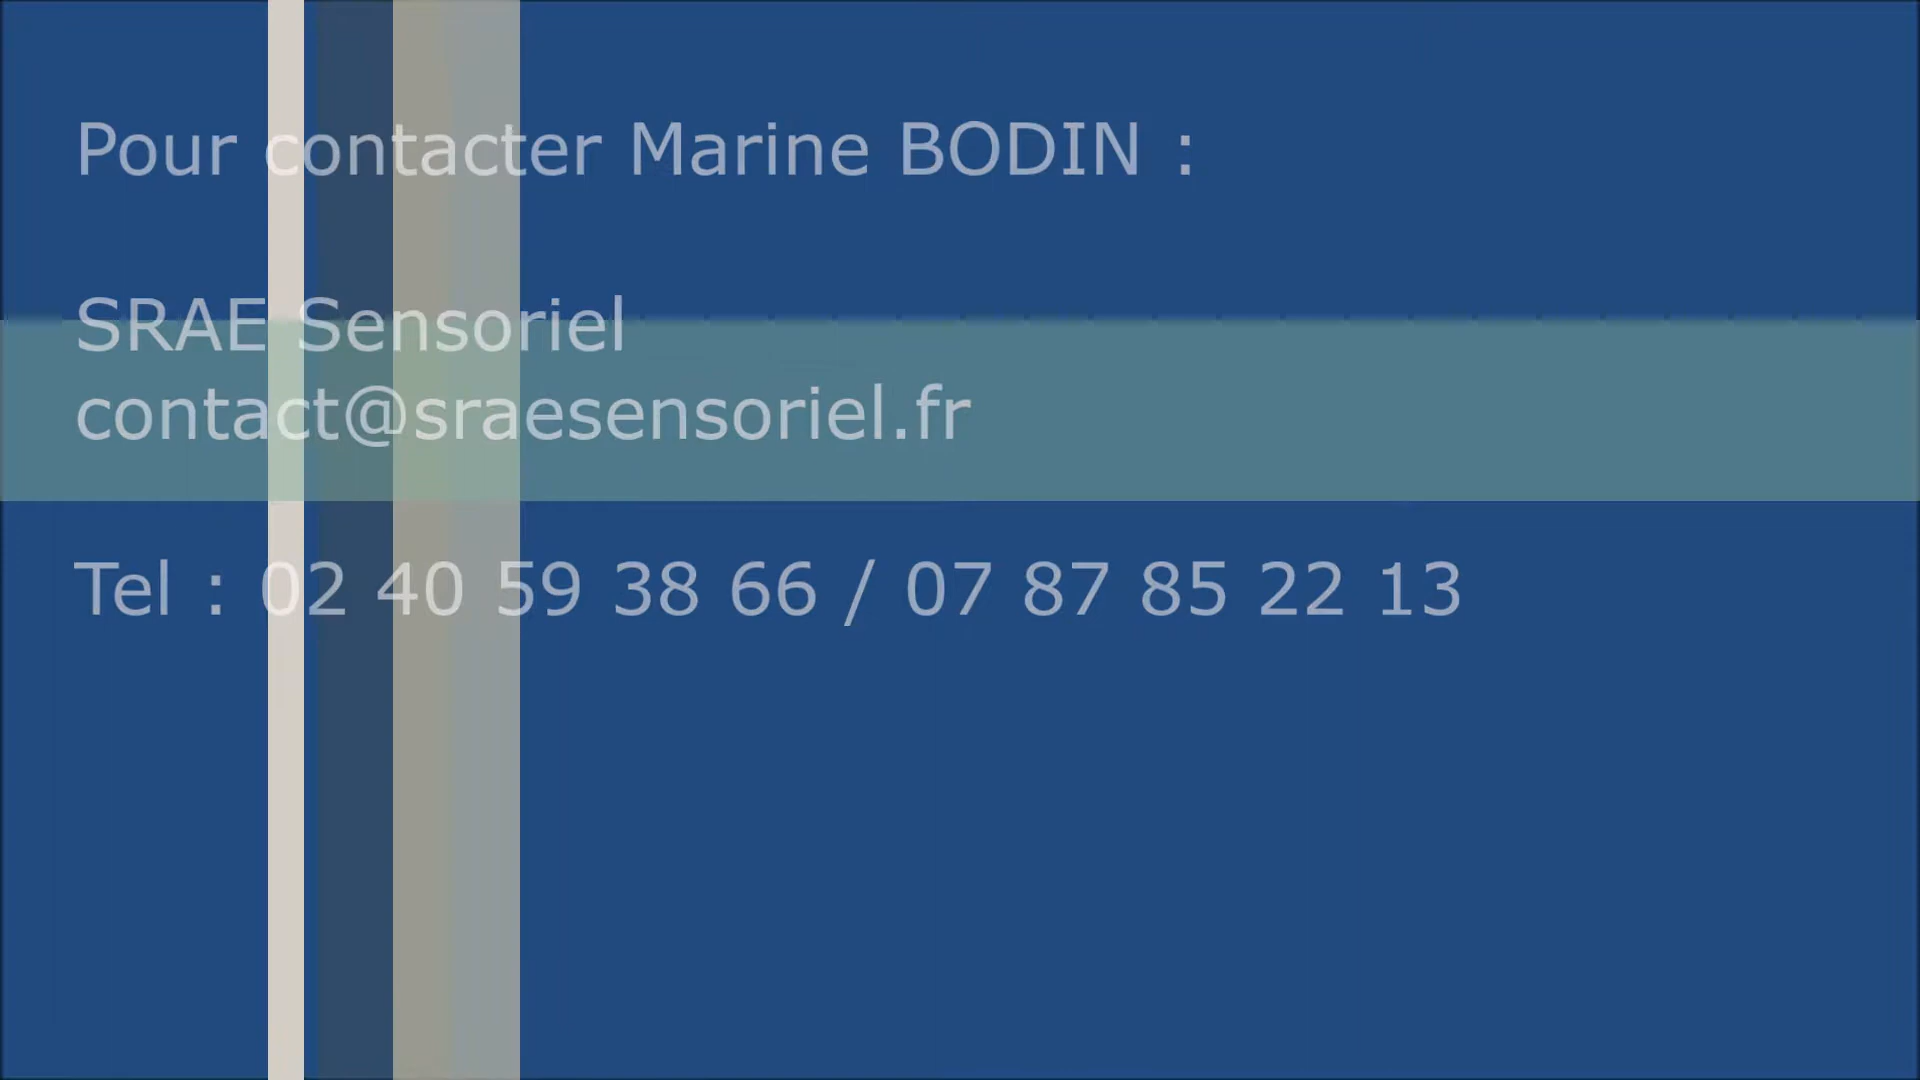 Pour contacter Marine BODIN :
SRAE Sensoriel
contact@sraesensoriel.fr
Tel : 02 40 59 38 66 / 07 87 85 22 13